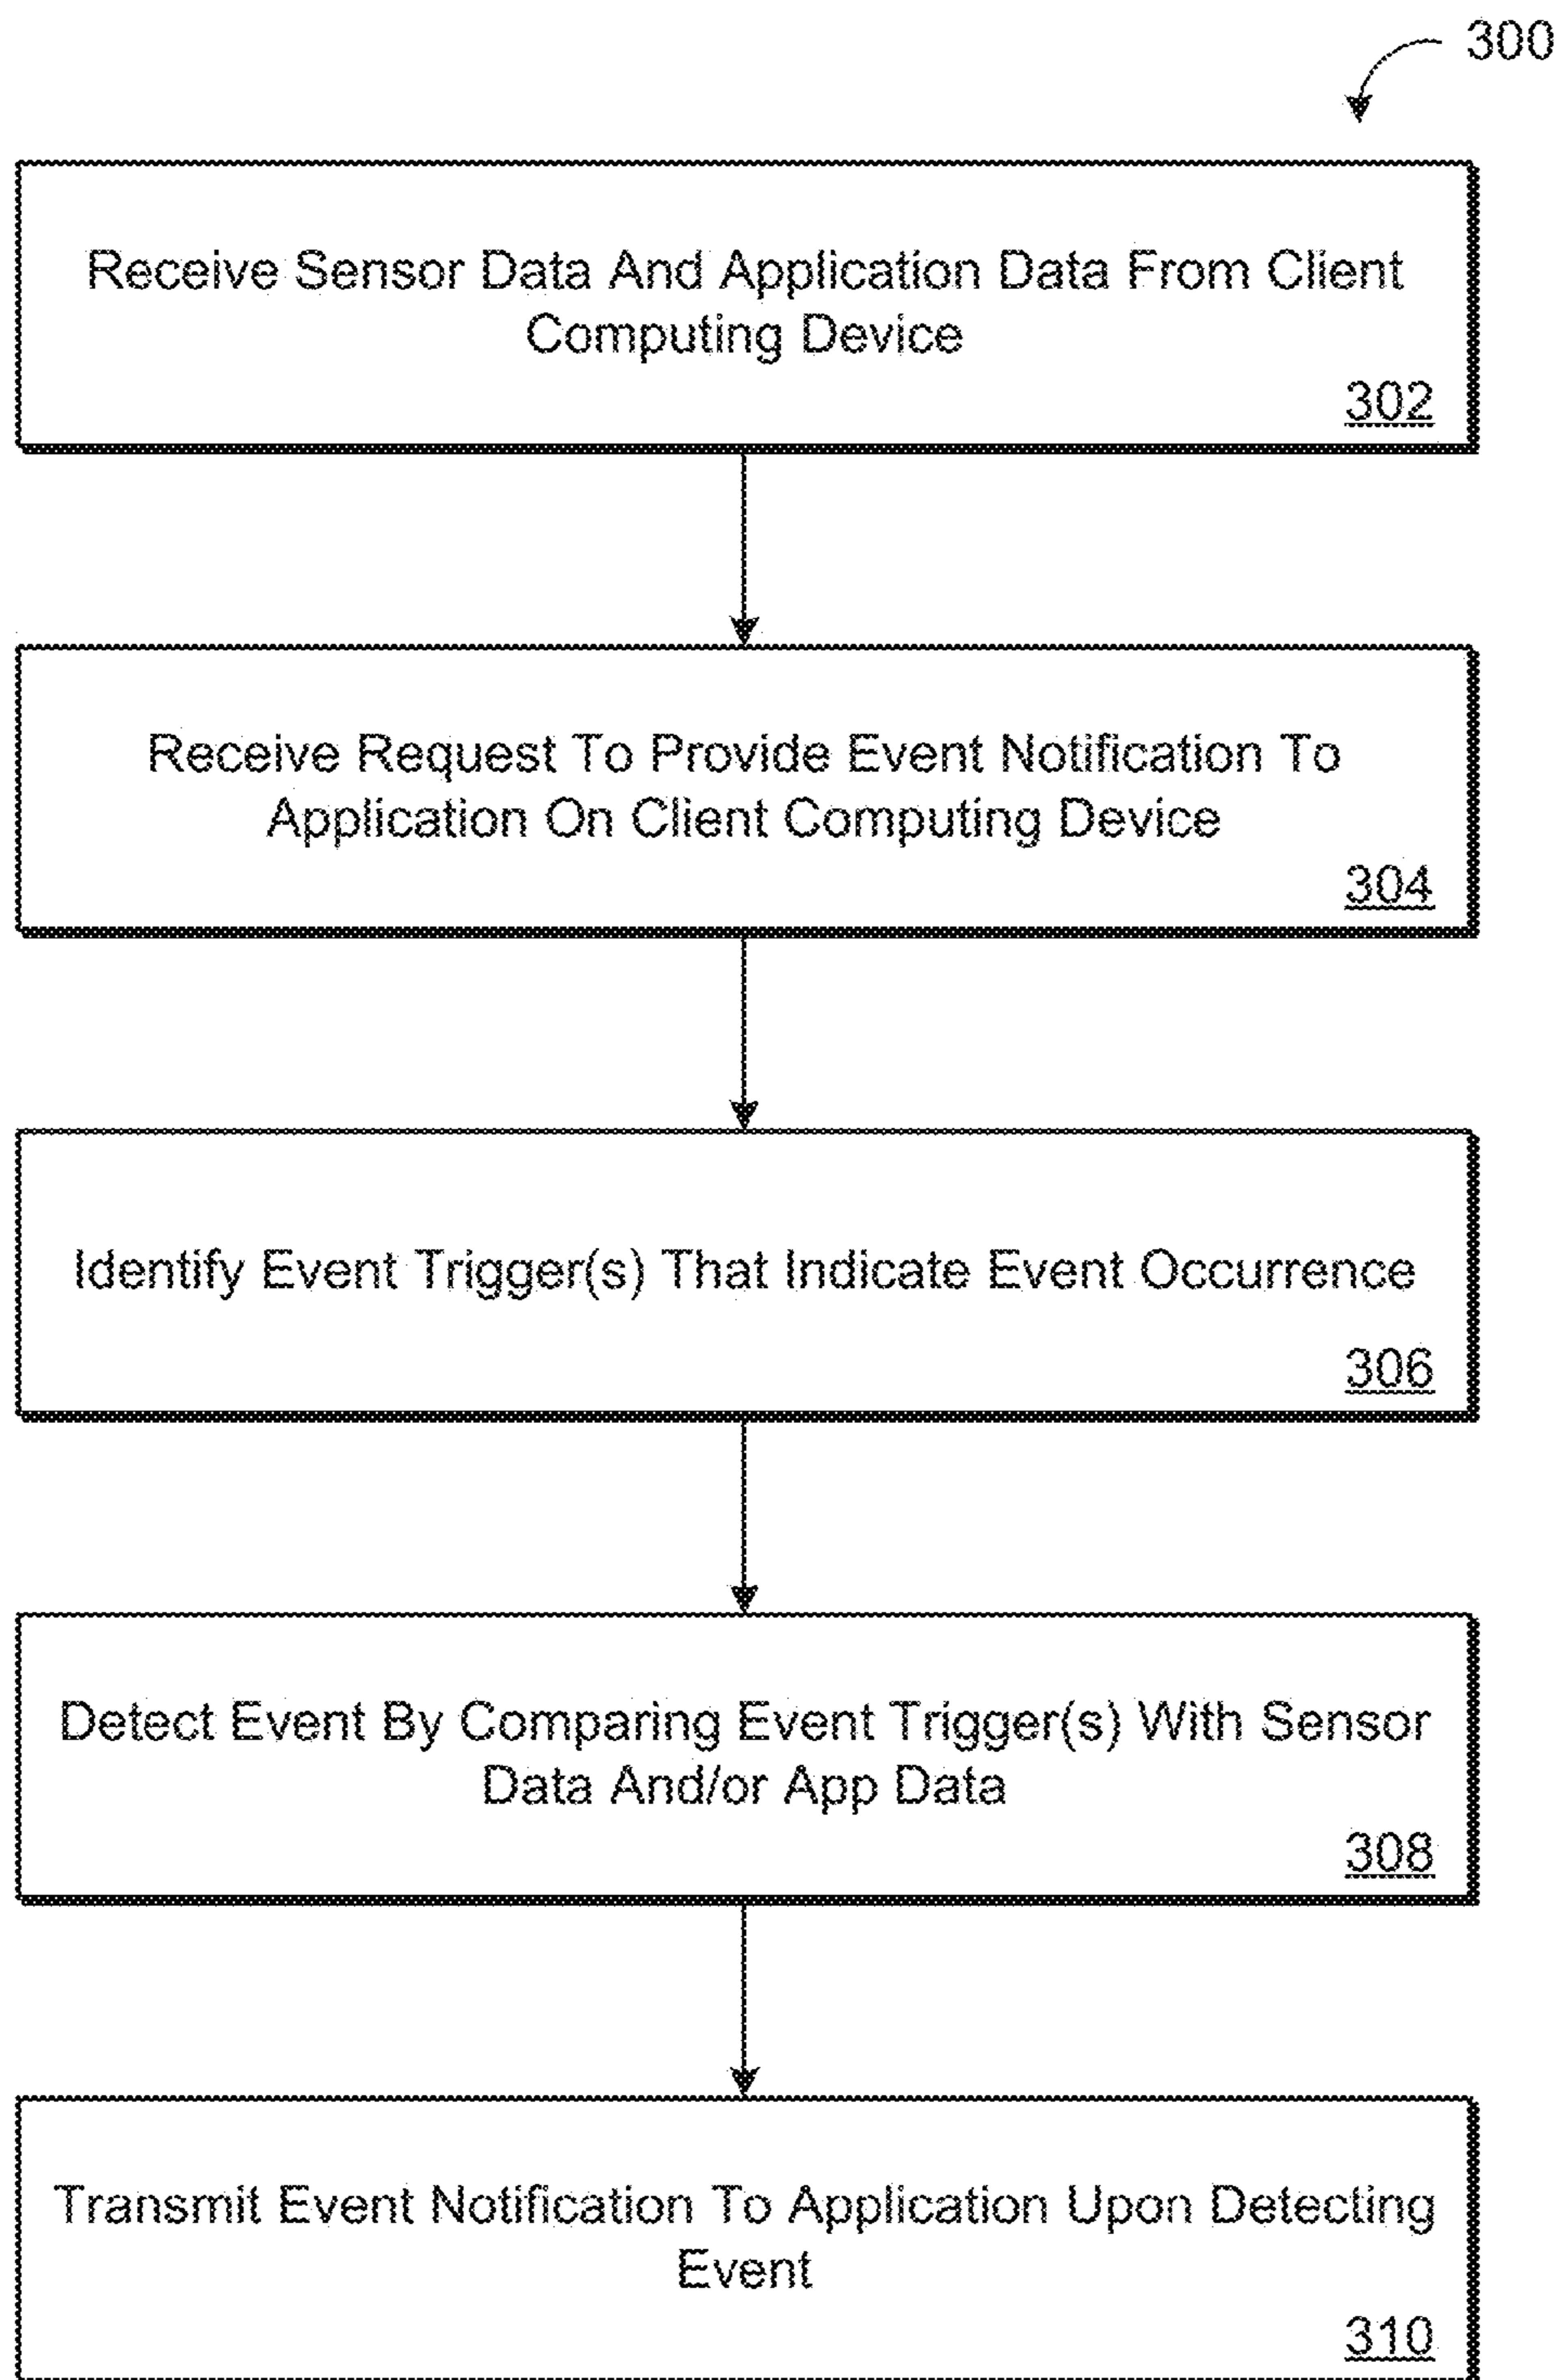 300
Receive Sensor Data And Application Data From Client
Computing Device
302
Receive Request To Provide Event Notification To
Application On Client Computing Device
304
Identify Event Trigger(s) That Indicate Event Occurrence
306
Detect Event By Comparing Event Trigger(s) With Sensor
Data And/or App Data
308
Transmit Event Notification To Application Upon Detecting
Event
310